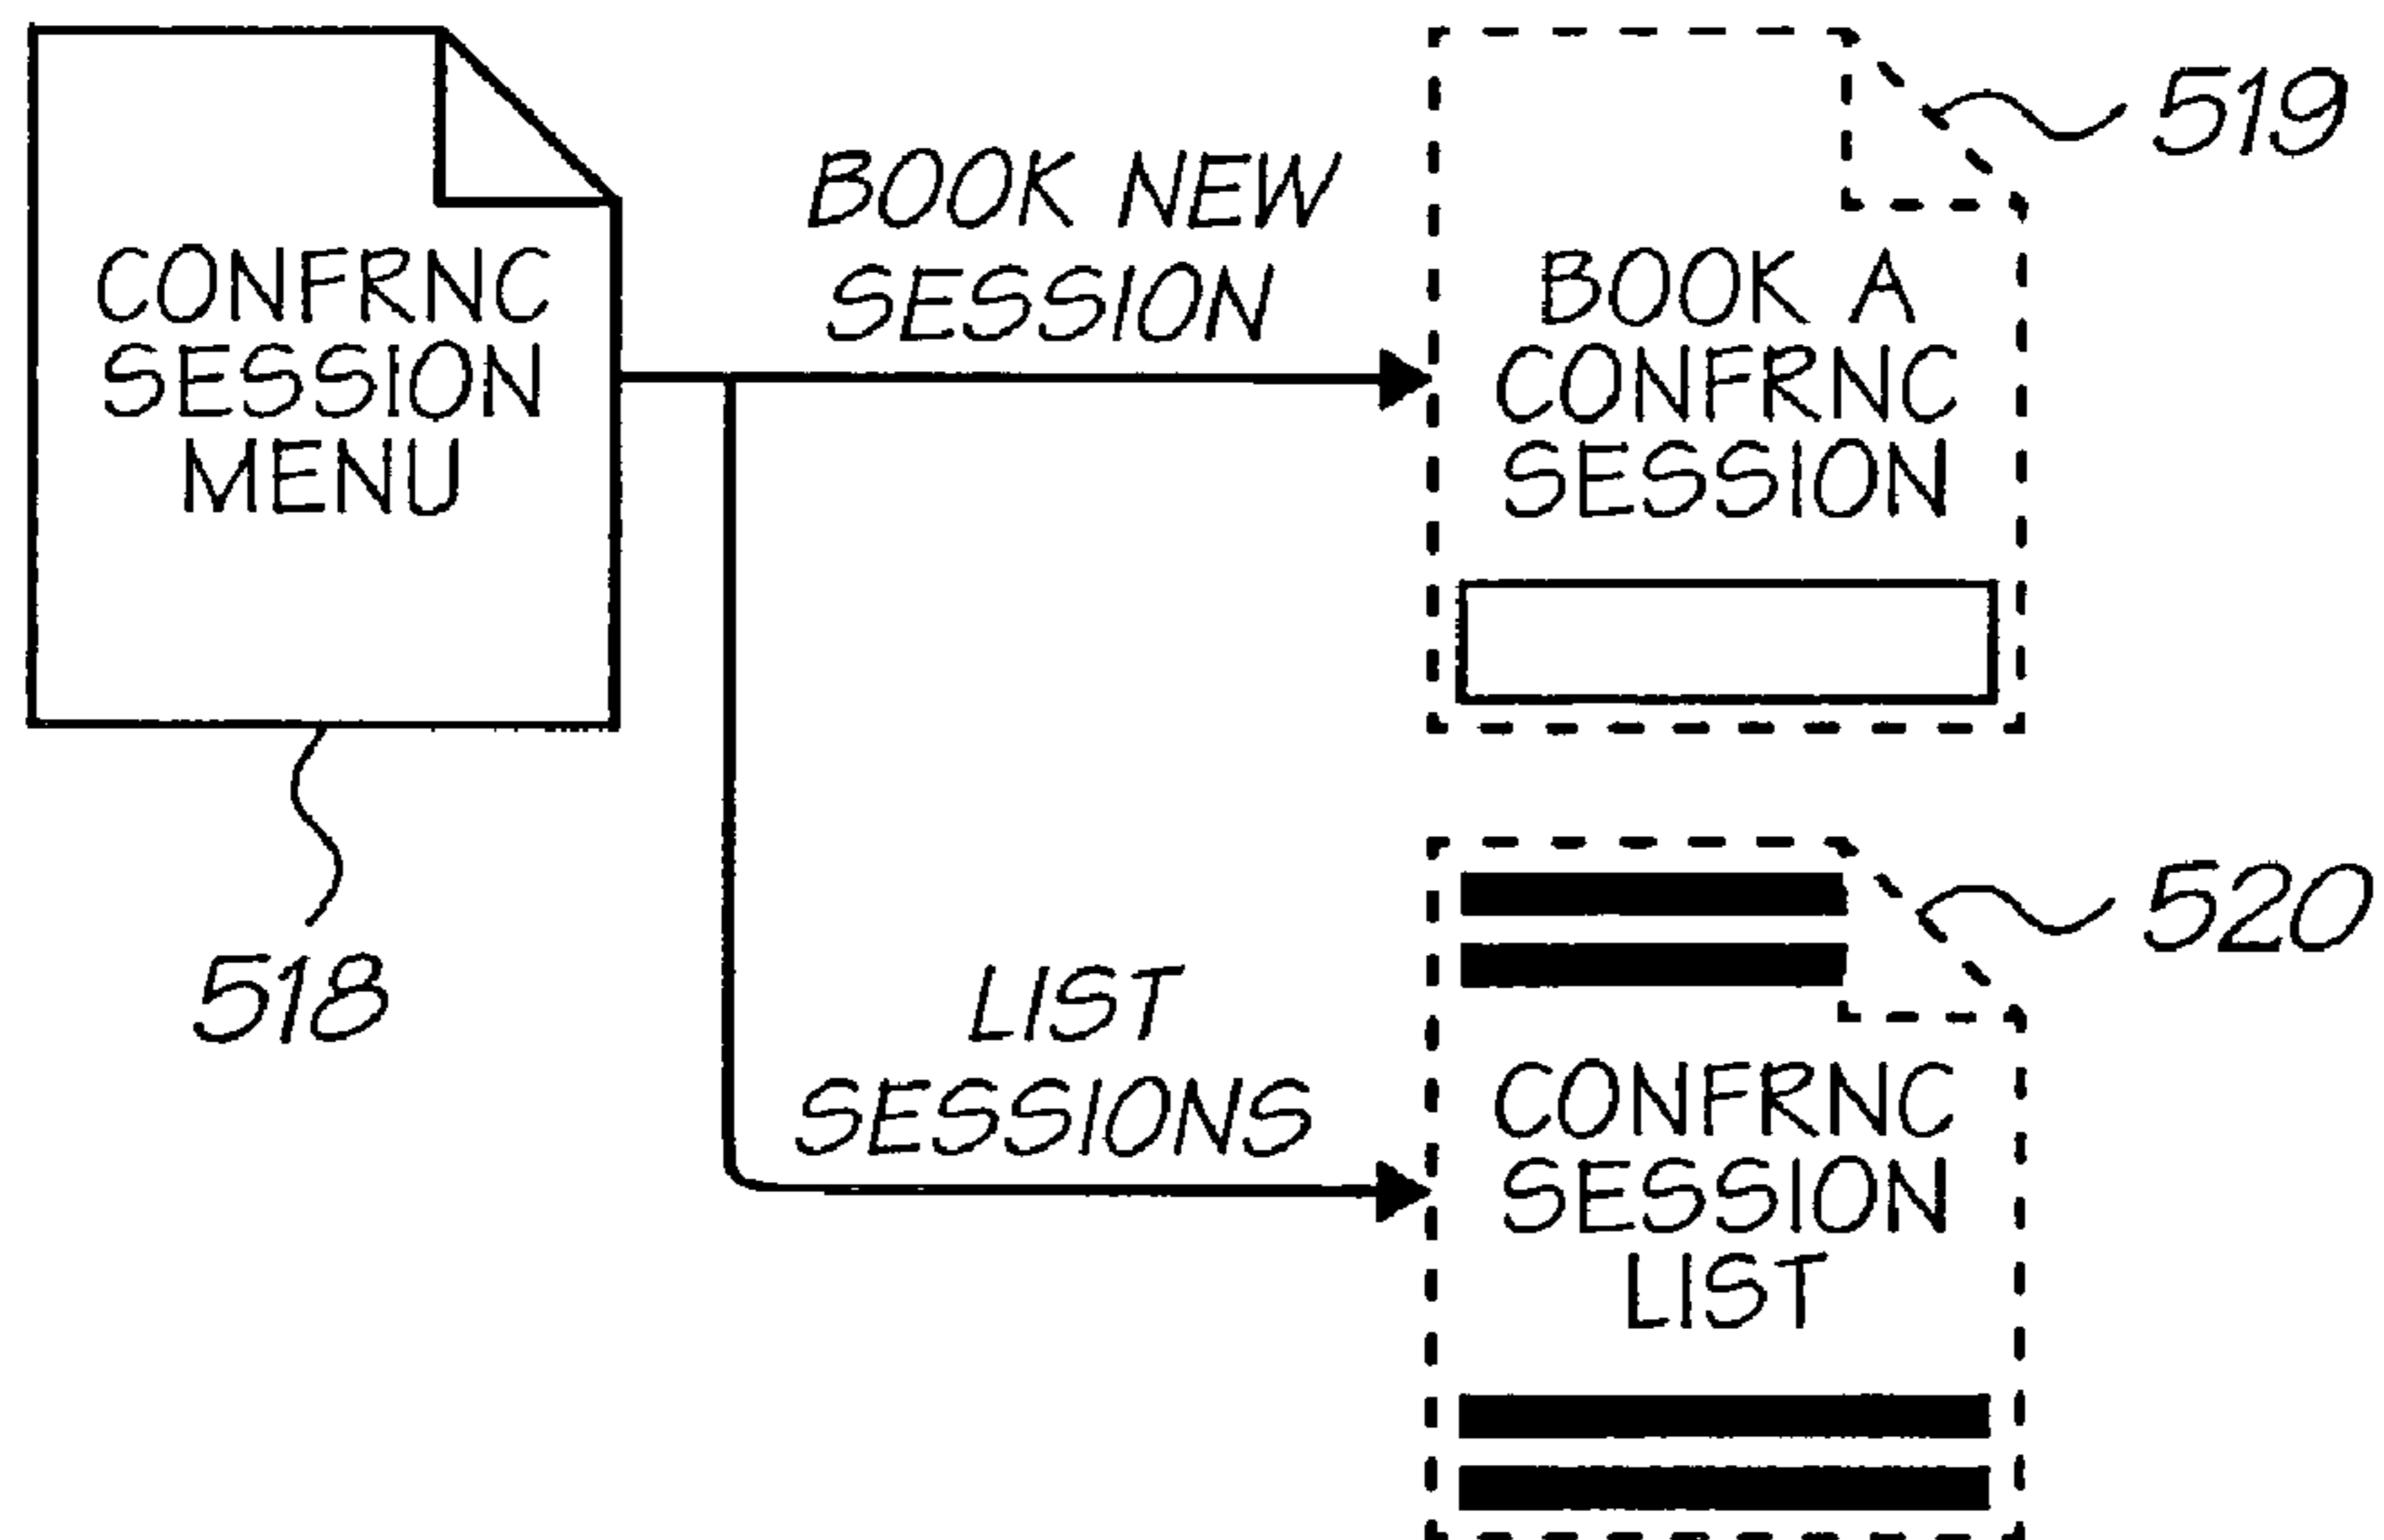 CONFRNC
SESSION
MENU
518
BOOK NEW
SESSION
BOOK A
CONFRNC
SESSION
519
LIST
SESSIONS
CONFRNC
SESSION
LIST
520